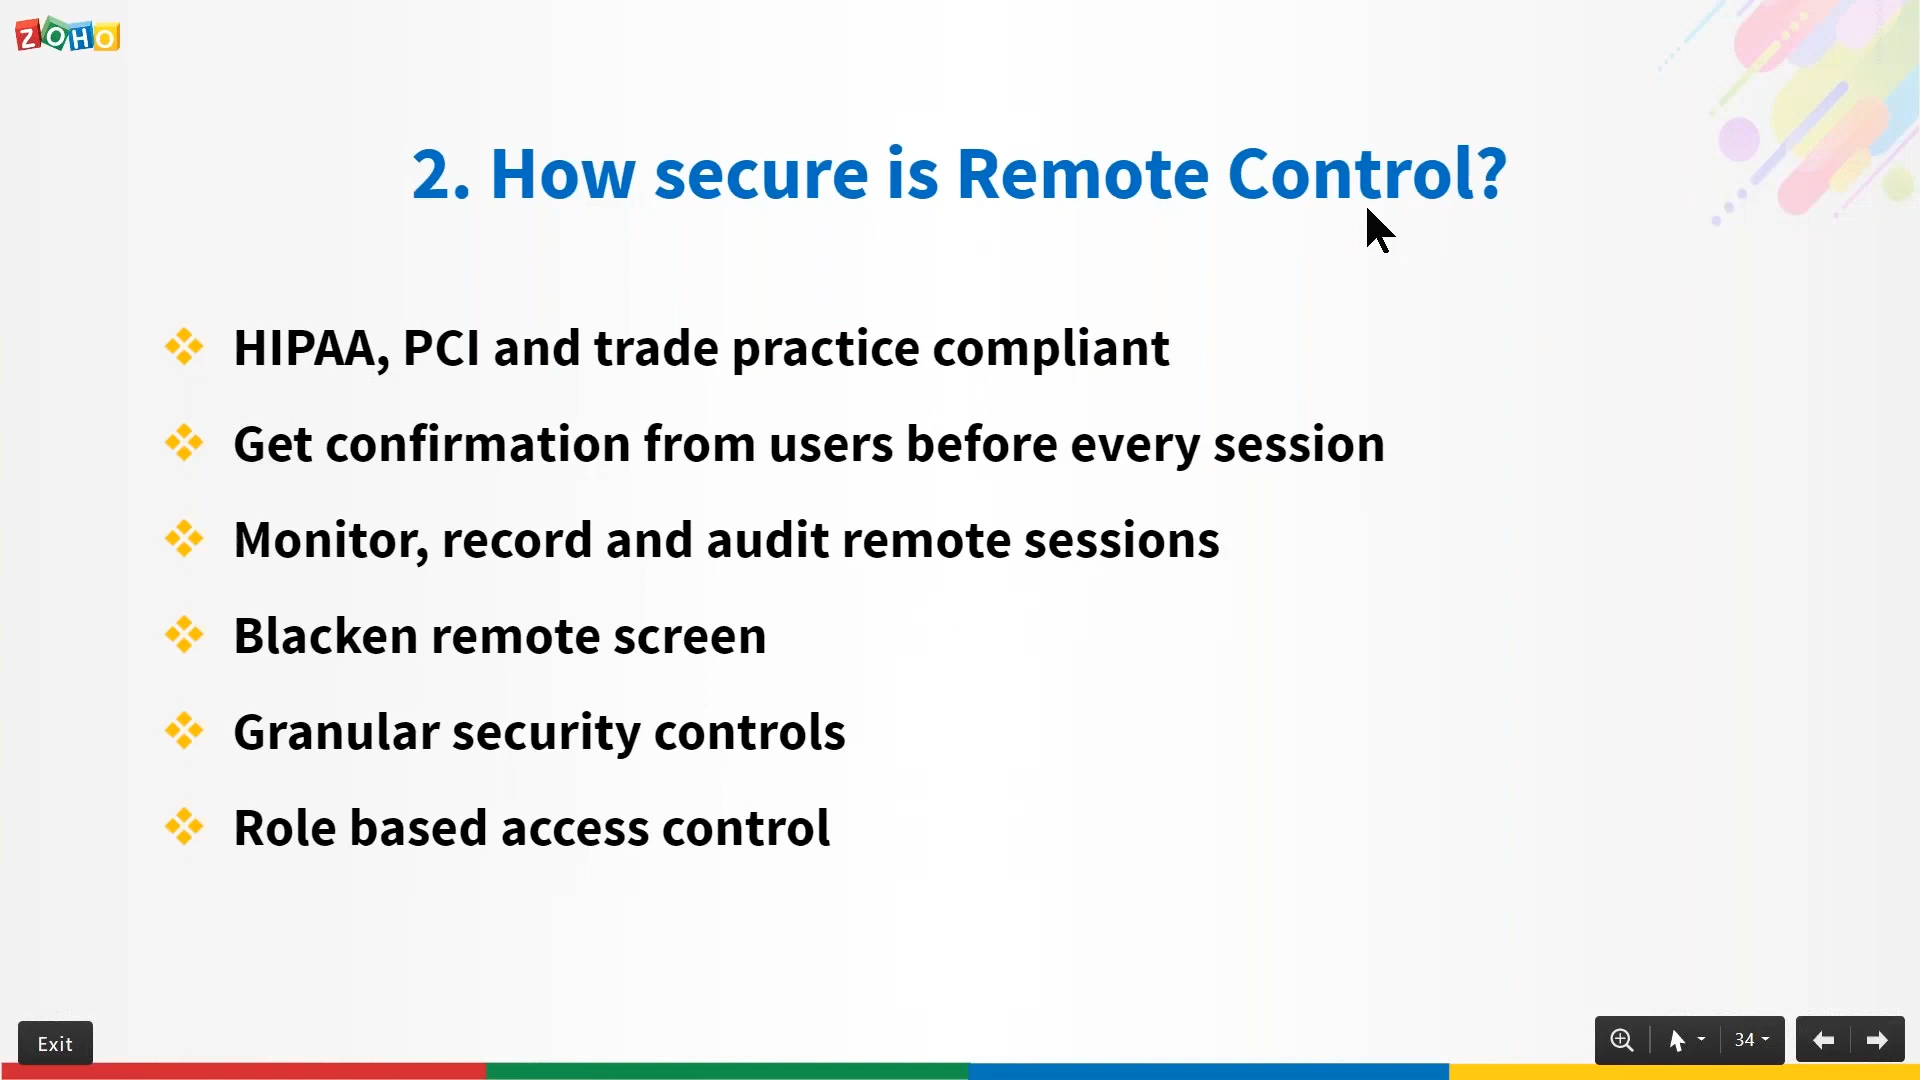 ZOHO
2. How secure is Remote Control?
HIPAA, PCI and trade practice compliant
Get confirmation from users before every session
Monitor, record and audit remote sessions
Blacken remote screen
Granular security controls
Role based access control
Exit
34